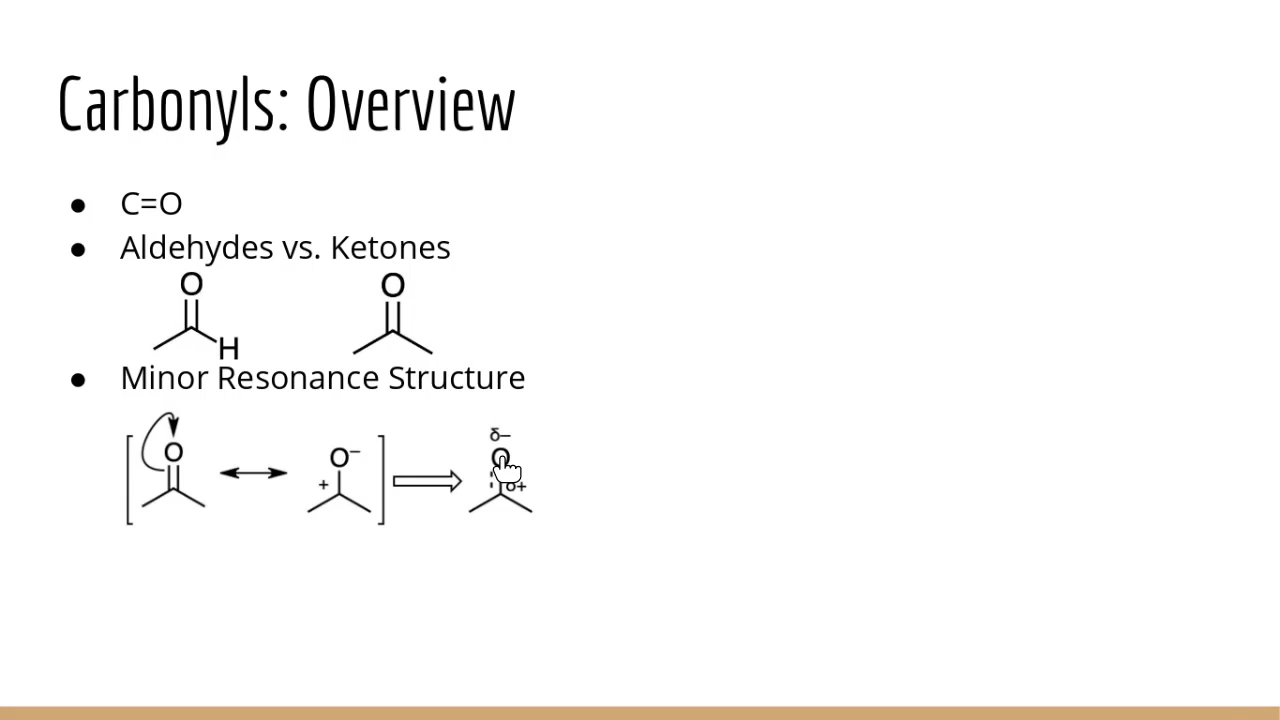 Carbonyls: Overview
● C=O
● Aldehydes vs. Ketones
O
O
H
● Minor Resonance Structure
δ–
O
O–
O
+
δ+